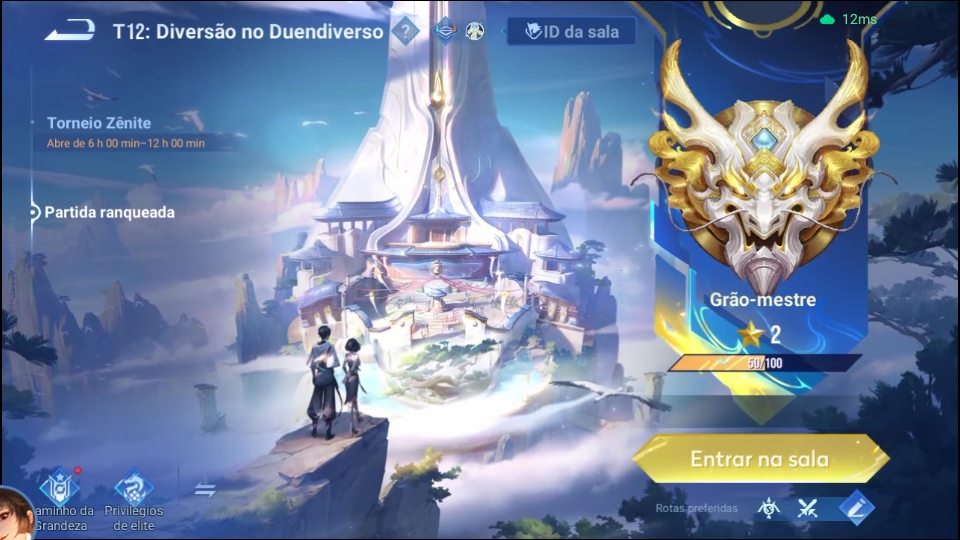 T12: Diversão no Duendiverso
?
ID da sala
12ms
Torneio Zênite
Abre de 6 h 00 min–12 h 00 min
Partida ranqueada
Grão-mestre
2
50/100
Entrar na sala
Rotas preferidas
aminho da
Grandeza
Privilégios
de elite